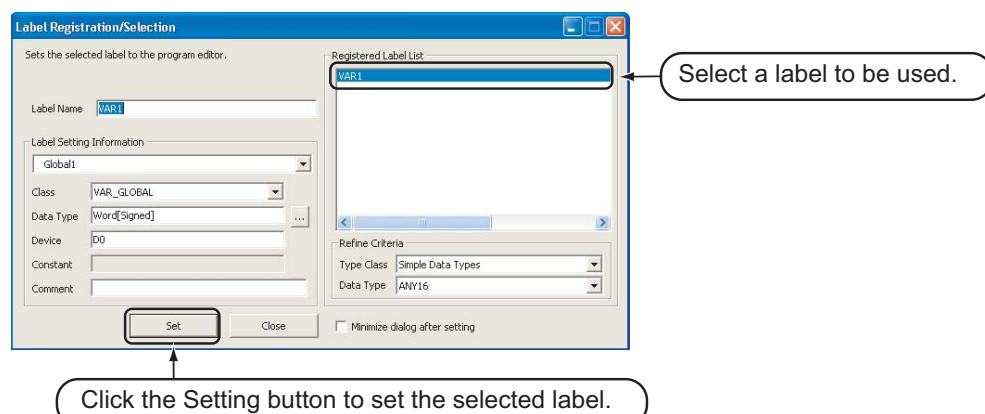 Label Registration/Selection
Sets the selected label to the program editor.
Label Name VAR1
Label Setting Information
Global1
Class VAR_GLOBAL
Data Type Word[Signed] ...
Device D0
Constant
Comment
Set Close
Registered Label List
VAR1
Refine Criteria
Type Class Simple Data Types
Data Type ANY16
Minimize dialog after setting
Select a label to be used.
Click the Setting button to set the selected label.